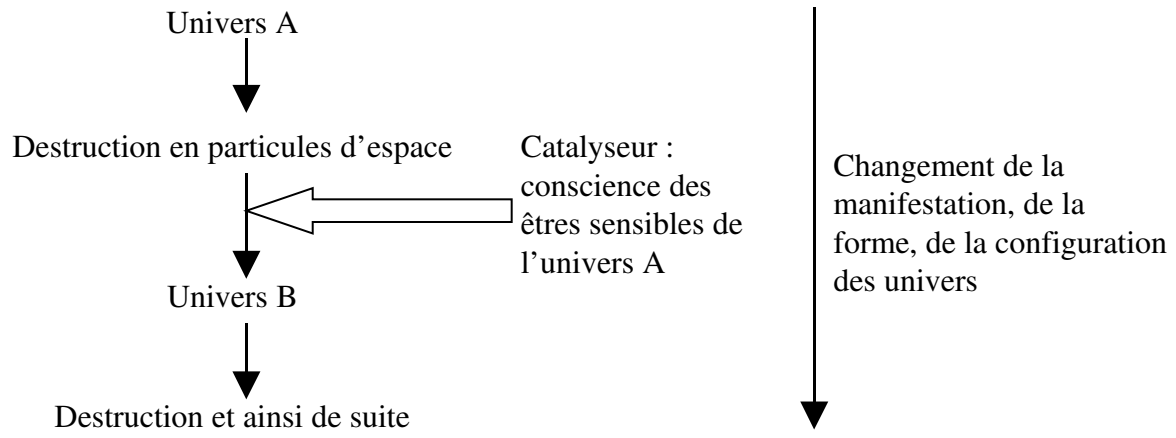 Univers A
Destruction en particules d'espace
Catalyseur :
conscience des
êtres sensibles de
l'univers A
Univers B
Destruction et ainsi de suite
Changement de la
manifestation, de la
forme, de la configuration
des univers